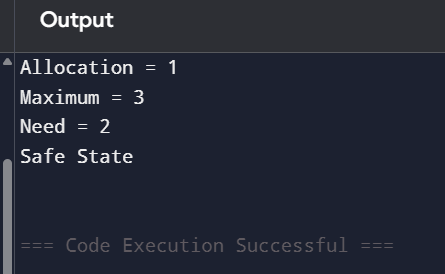 Output
Allocation = 1
Maximum = 3
Need = 2
Safe State
=== Code Execution Successful ===